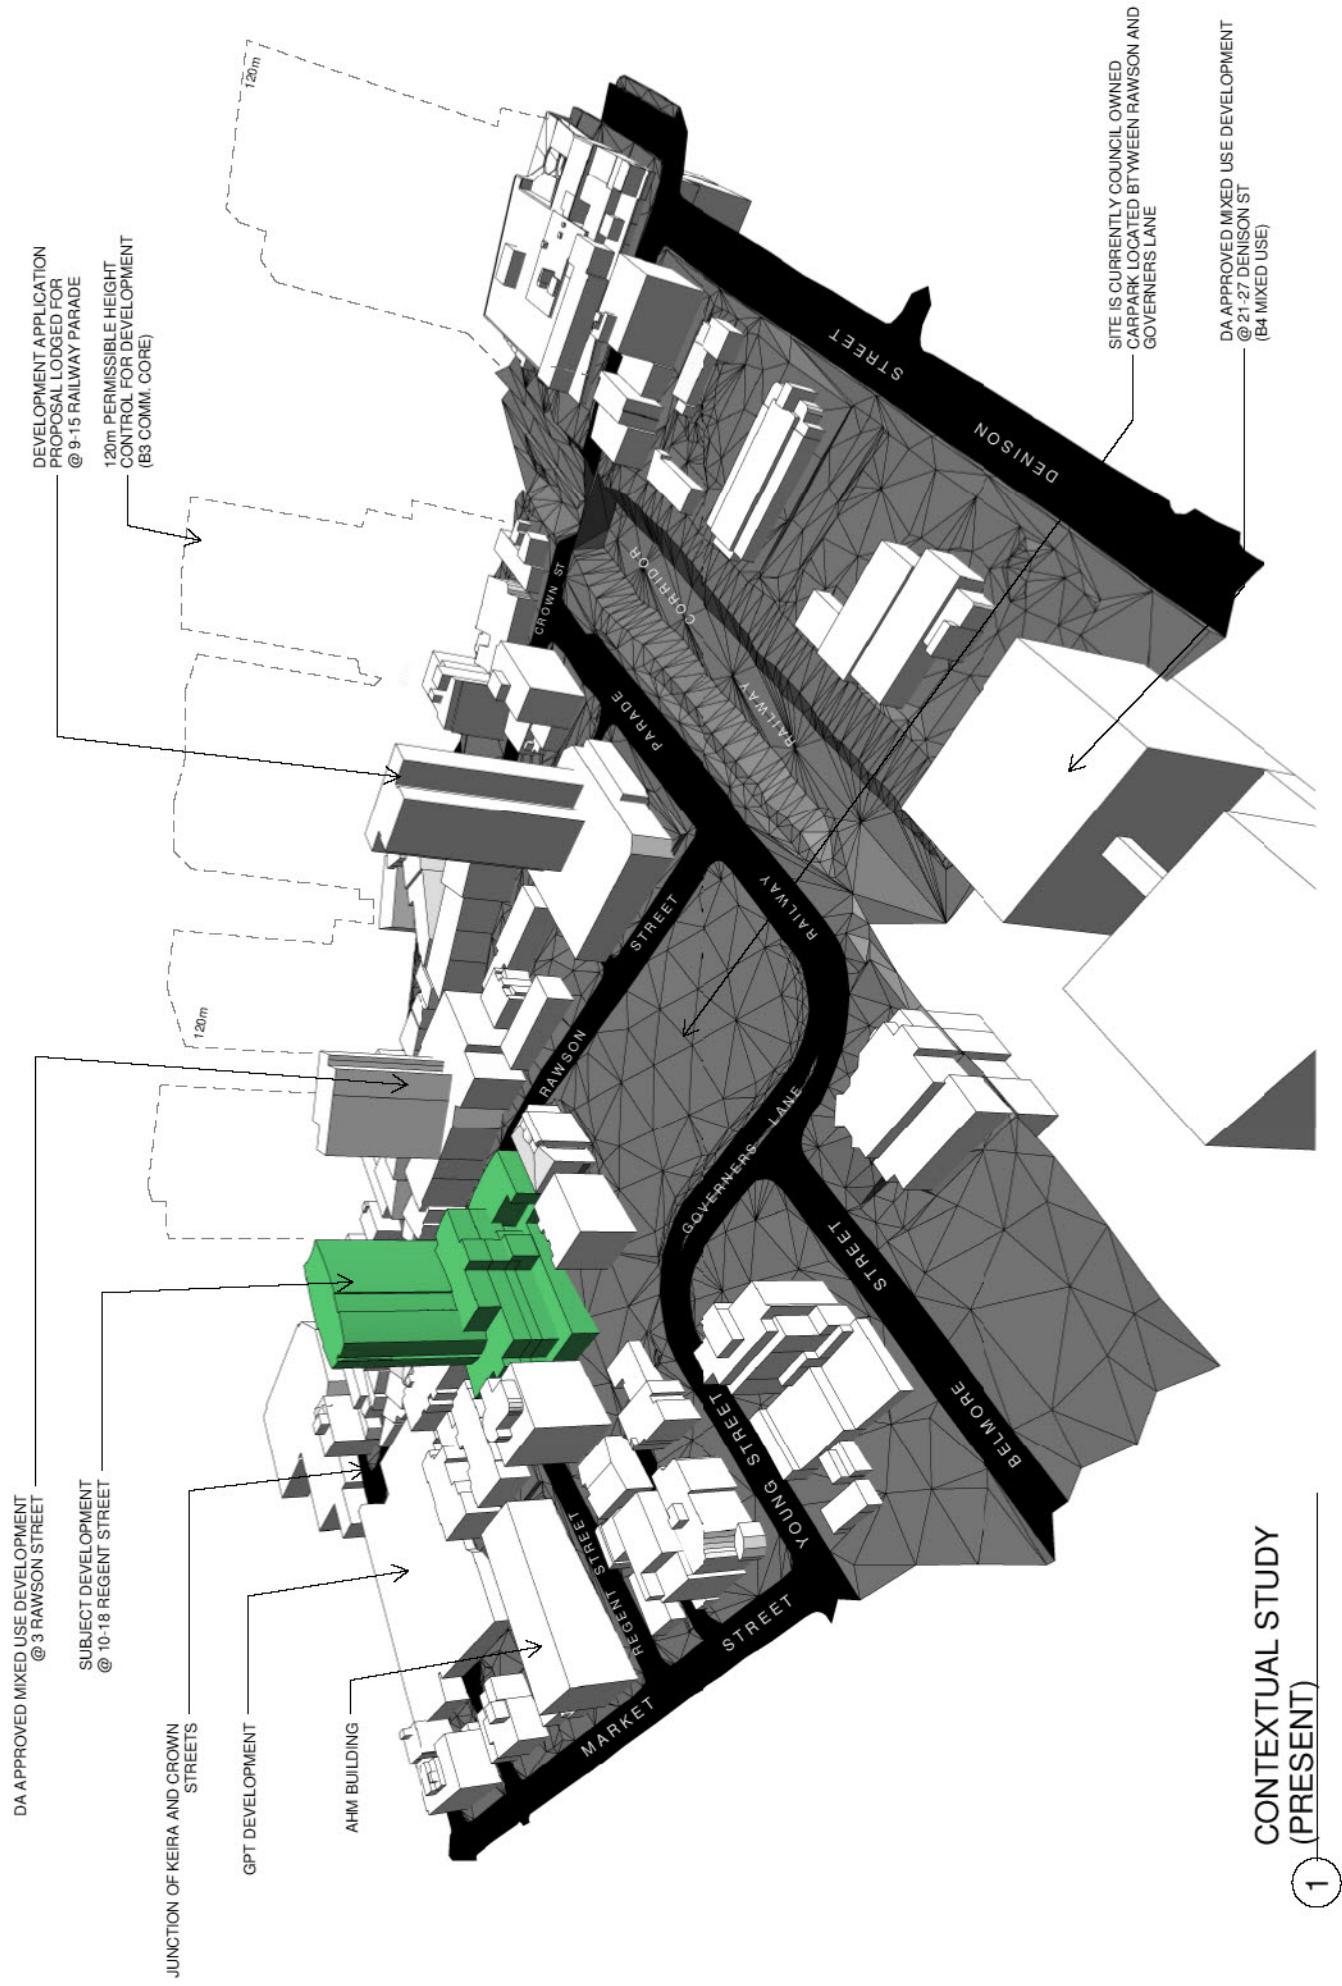 DA APPROVED MIXED USE DEVELOPMENT
@ 3 RAWSON STREET
SUBJECT DEVELOPMENT
@ 10-18 REGENT STREET
JUNCTION OF KEIRA AND CROWN
STREETS
GPT DEVELOPMENT
AHM BUILDING
DEVELOPMENT APPLICATION
PROPOSAL LODGED FOR
@ 9-15 RAILWAY PARADE
120m PERMISSIBLE HEIGHT
CONTROL FOR DEVELOPMENT
(B3 COMM. CORE)
120m
120m
SITE IS CURRENTLY COUNCIL OWNED
CARPARK LOCATED BTYWEEN RAWSON AND
GOVERNERS LANE
DA APPROVED MIXED USE DEVELOPMENT
@ 21-27 DENISON ST
(B4 MIXED USE)
MARKET STREET
REGENT STREET
YOUNG STREET
GOVERNERS LANE
BELMORE STREET
RAWSON STREET
RAILWAY PARADE
CROWN ST
RAILWAY CORRIDOR
DENISON STREET
1
CONTEXTUAL STUDY
(PRESENT)